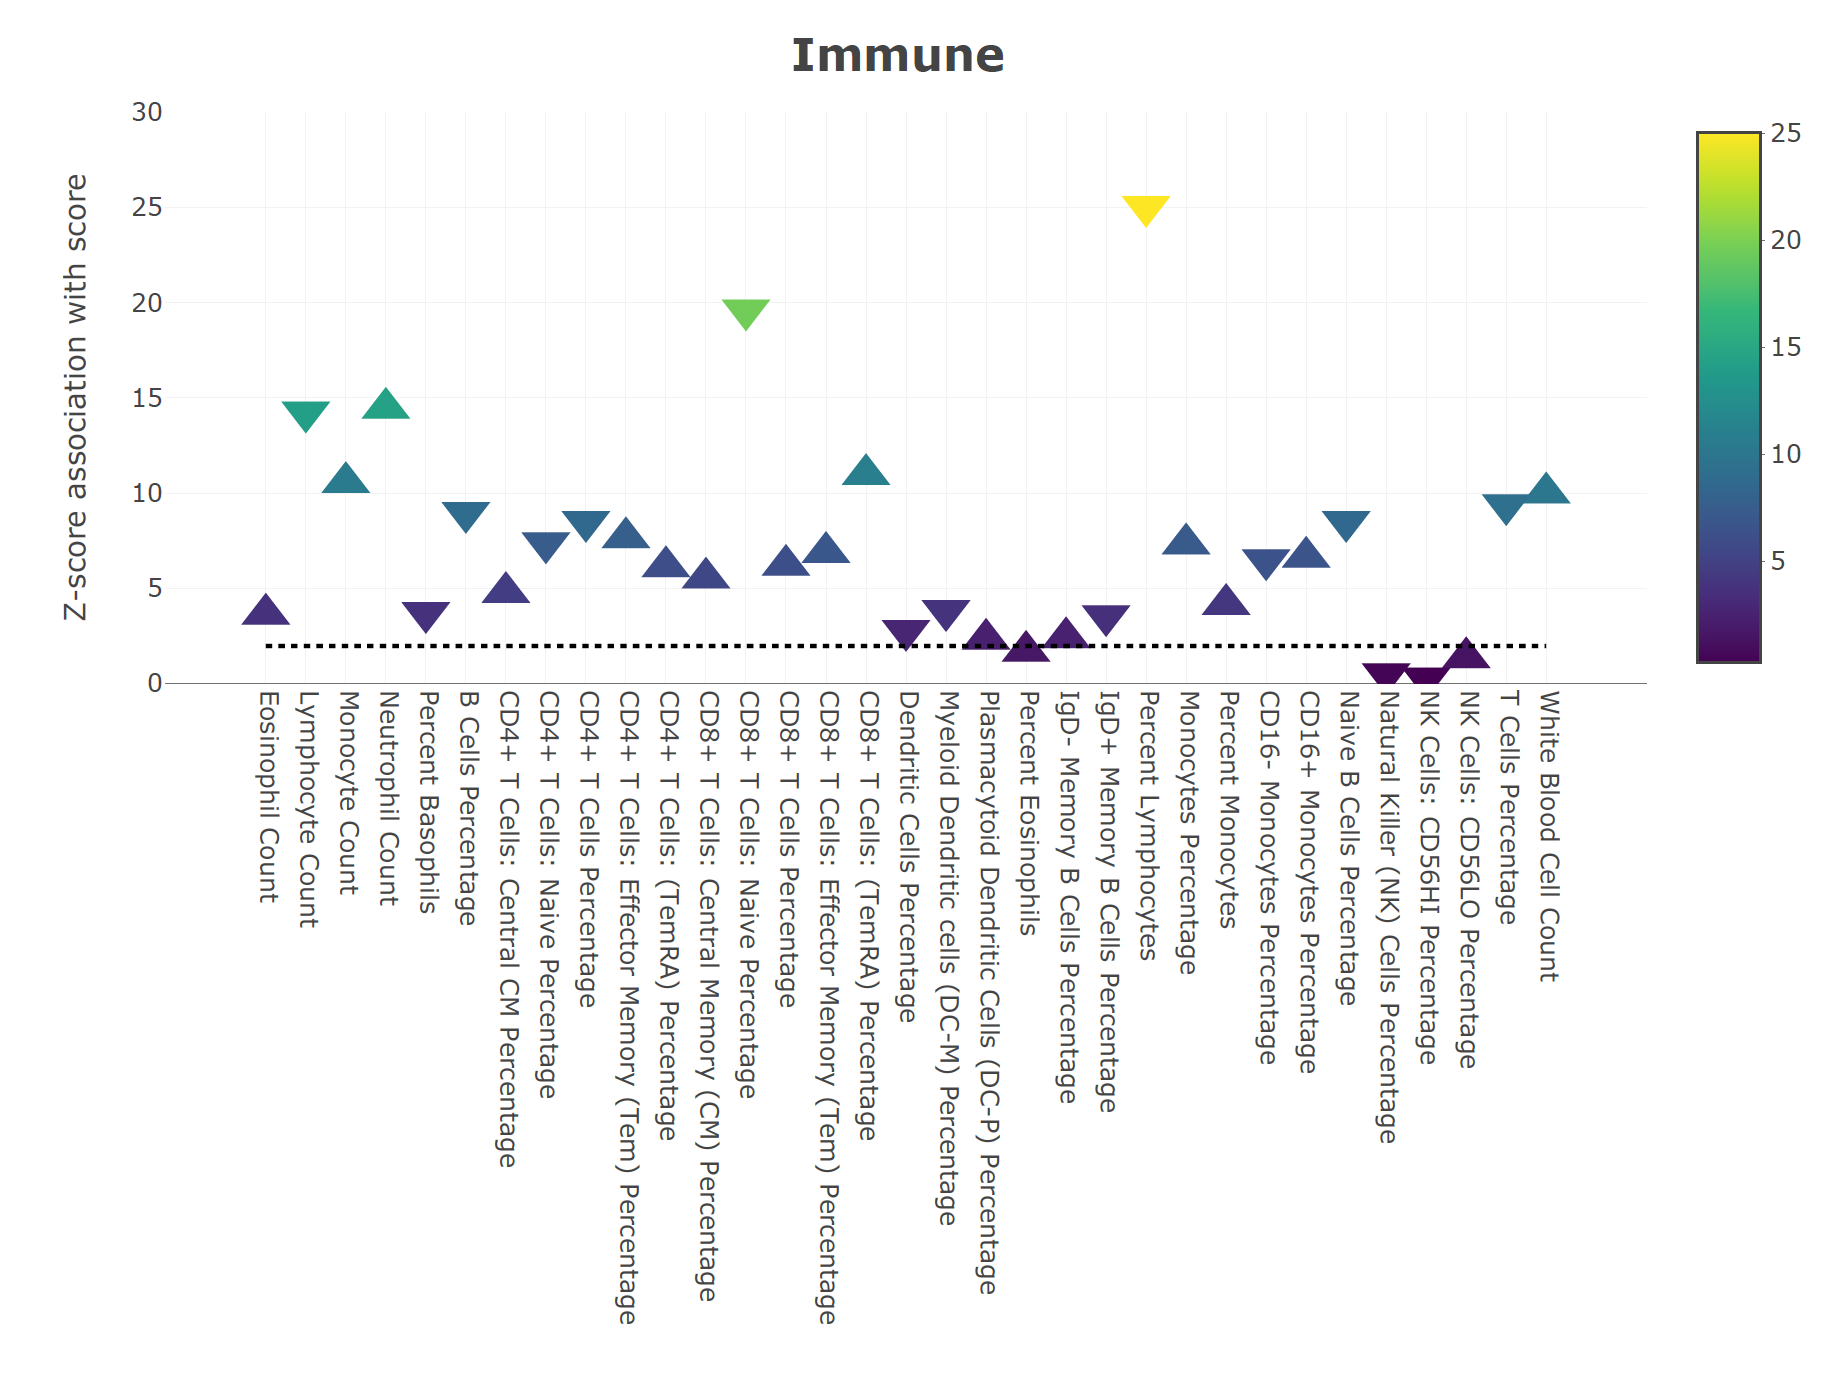 Immune
Z-score association with score
30
25
20
15
10
5
0
Eosinophil Count
Lymphocyte Count
Monocyte Count
Neutrophil Count
Percent Basophils
B Cells Percentage
CD4+ T Cells: Central CM Percentage
CD4+ T Cells: Naive Percentage
CD4+ T Cells Percentage
CD4+ T Cells: Effector Memory (Tem) Percentage
CD4+ T Cells: (TemRA) Percentage
CD8+ T Cells: Central Memory (CM) Percentage
CD8+ T Cells: Naive Percentage
CD8+ T Cells Percentage
CD8+ T Cells: Effector Memory (Tem) Percentage
CD8+ T Cells: (TemRA) Percentage
Dendritic Cells Percentage
Myeloid Dendritic cells (DC-M) Percentage
Plasmacytoid Dendritic Cells (DC-P) Percentage
Percent Eosinophils
IgD- Memory B Cells Percentage
IgD+ Memory B Cells Percentage
Percent Lymphocytes
Monocytes Percentage
Percent Monocytes
CD16- Monocytes Percentage
CD16+ Monocytes Percentage
Naive B Cells Percentage
Natural Killer (NK) Cells Percentage
NK Cells: CD56HI Percentage
NK Cells: CD56LO Percentage
T Cells Percentage
White Blood Cell Count
25
20
15
10
5